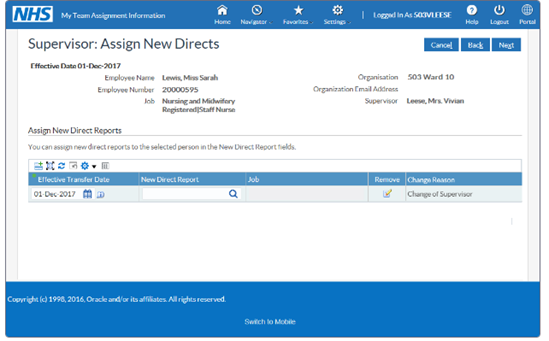 NHS My Team Assignment Information Home Navigator Favorites Settings Logged In As 503VLEESE Help Logout Portal
Supervisor: Assign New Directs Cancel Back Next
Effective Date 01-Dec-2017
Employee Name Lewis, Miss Sarah Organisation 503 Ward 10
Employee Number 20000595 Organization Email Address
Job Nursing and Midwifery Supervisor Leese, Mrs. Vivian
Registered|Staff Nurse
Assign New Direct Reports
You can assign new direct reports to the selected person in the New Direct Report fields.
Effective Transfer Date New Direct Report Job Remove Change Reason
01-Dec-2017 Change of Supervisor
Copyright (c) 1998, 2016, Oracle and/or its affiliates. All rights reserved.
Switch to Mobile